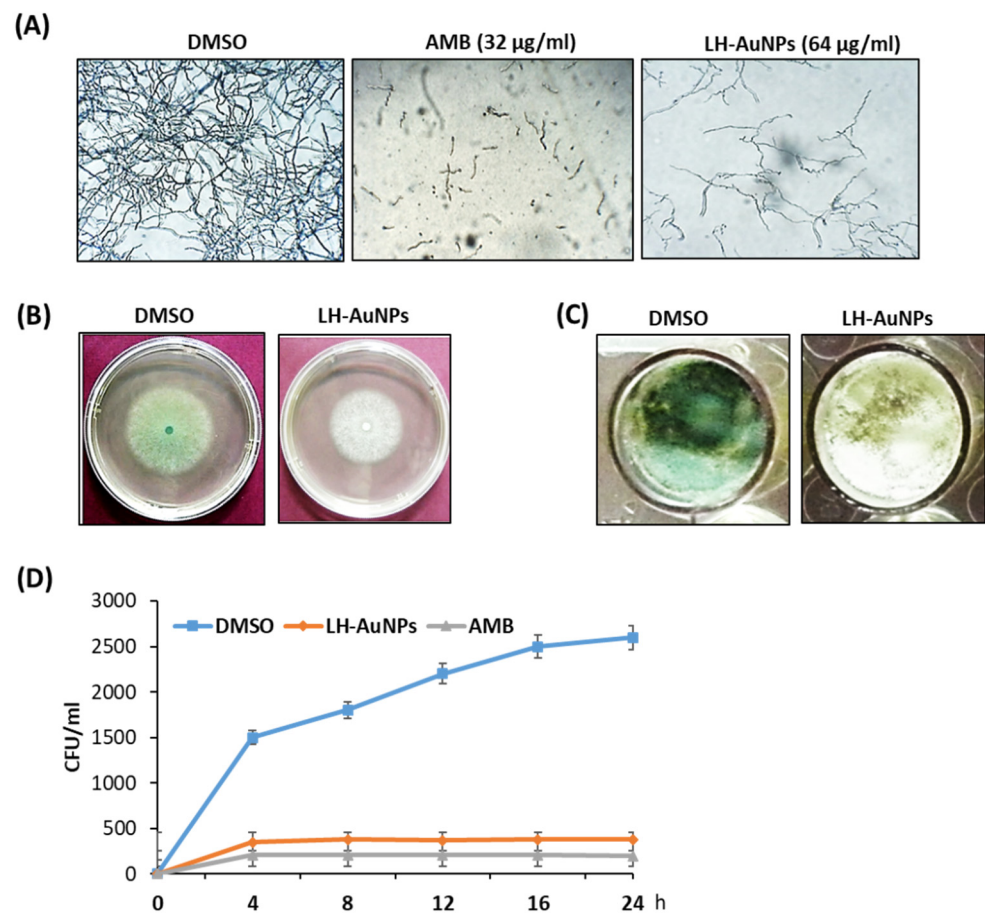 (A)
DMSO
AMB (32 µg/ml)
LH-AuNPs (64 µg/ml)
(B)
DMSO
LH-AuNPs
(C)
DMSO
LH-AuNPs
(D)
3000
2500
2000
1500
1000
500
0
CFU/ml
DMSO LH-AuNPs AMB
0 4 8 12 16 24 h